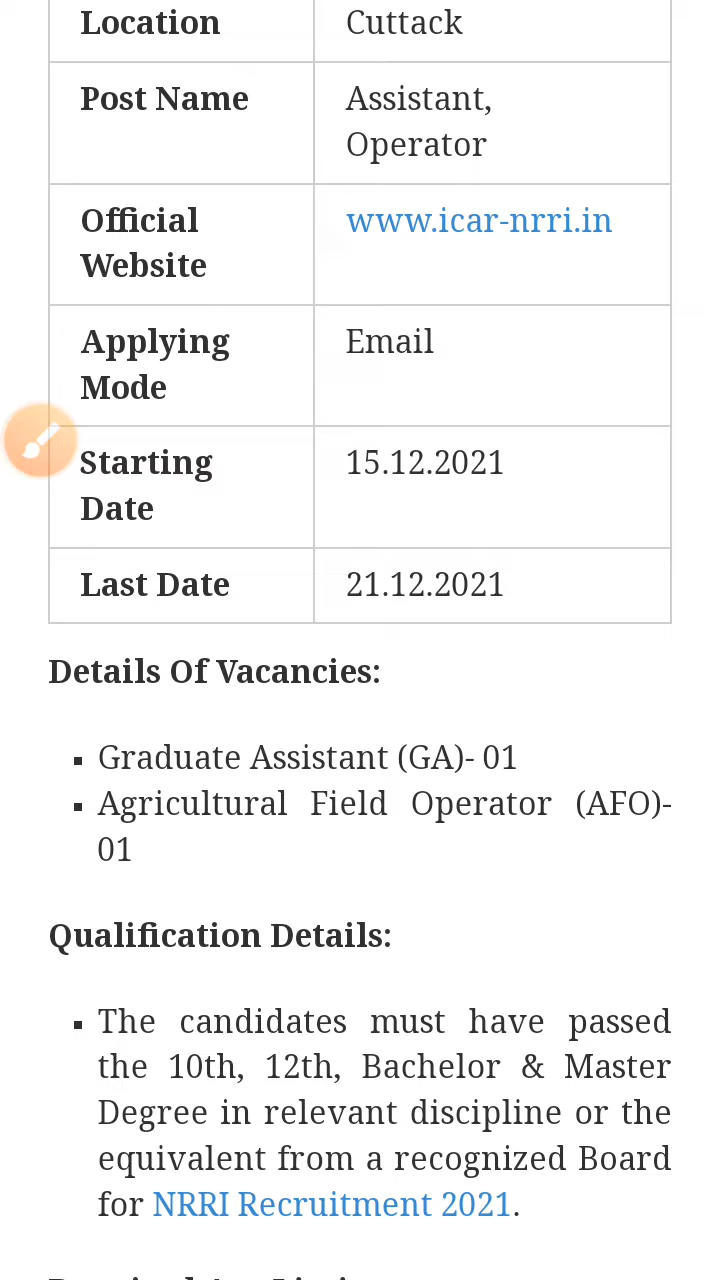 Location Cuttack
Post Name Assistant,
Operator
Official www.icar-nrri.in
Website
Applying Email
Mode
Starting 15.12.2021
Date
Last Date 21.12.2021
Details Of Vacancies:
▪ Graduate Assistant (GA)- 01
▪ Agricultural Field Operator (AFO)-
01
Qualification Details:
▪ The candidates must have passed
the 10th, 12th, Bachelor & Master
Degree in relevant discipline or the
equivalent from a recognized Board
for NRRI Recruitment 2021.